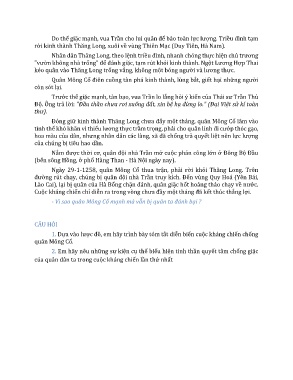 Do thế giặc mạnh, vua Trần cho lui quân để bảo toàn lực lượng. Triều đình tạm
rời kinh thành Thăng Long, xuôi về vùng Thiên Mạc (Duy Tiên, Hà Nam).
Nhân dân Thăng Long, theo lệnh triều đình, nhanh chóng thực hiện chủ trương
"vườn không nhà trống" để đánh giặc, tạm rút khỏi kinh thành. Ngột Lương Hợp Thai
kéo quân vào Thăng Long trống vắng, không một bóng người và lương thực.
Quân Mông Cổ điên cuồng tàn phá kinh thành, lùng bắt, giết hại những người
còn sót lại.
Trước thế giặc mạnh, tàn bạo, vua Trần lo lắng hỏi ý kiến của Thái sư Trần Thủ
Độ. Ông trả lời: "Đầu thần chưa rơi xuống đất, xin bệ hạ đừng lo." (Đại Việt sử kí toàn
thư).
Đóng giữ kinh thành Thăng Long chưa đầy một tháng, quân Mông Cổ lâm vào
tình thế khó khăn vì thiếu lương thực trầm trọng, phải cho quân lính đi cướp thóc gạo,
hoa màu của dân, nhưng nhân dân các làng, xã đã chống trả quyết liệt nên lực lượng
của chúng bị tiêu hao dần.
Nắm được thời cơ, quân đội nhà Trần mở cuộc phản công lớn ở Đông Bộ Đầu
(bến sông Hồng, ở phố Hàng Than - Hà Nội ngày nay).
Ngày 29-1-1258, quân Mông Cổ thua trận, phải rời khỏi Thăng Long. Trên
đường rút chạy, chúng bị quân đội nhà Trần truy kích. Đến vùng Quy Hoá (Yên Bái,
Lào Cai), lại bị quân của Hà Bổng chặn đánh, quân giặc hốt hoảng tháo chạy về nước.
Cuộc kháng chiến chỉ diễn ra trong vòng chưa đầy một tháng đã kết thúc thắng lợi.
- Vì sao quân Mông Cổ mạnh mà vẫn bị quân ta đánh bại ?
CÂU HỎI
1. Dựa vào lược đồ, em hãy trình bày tóm tắt diễn biến cuộc kháng chiến chống
quân Mông Cổ.
2. Em hãy nêu những sự kiện cụ thể biểu hiện tinh thần quyết tâm chống giặc
của quân dân ta trong cuộc kháng chiến lần thứ nhất